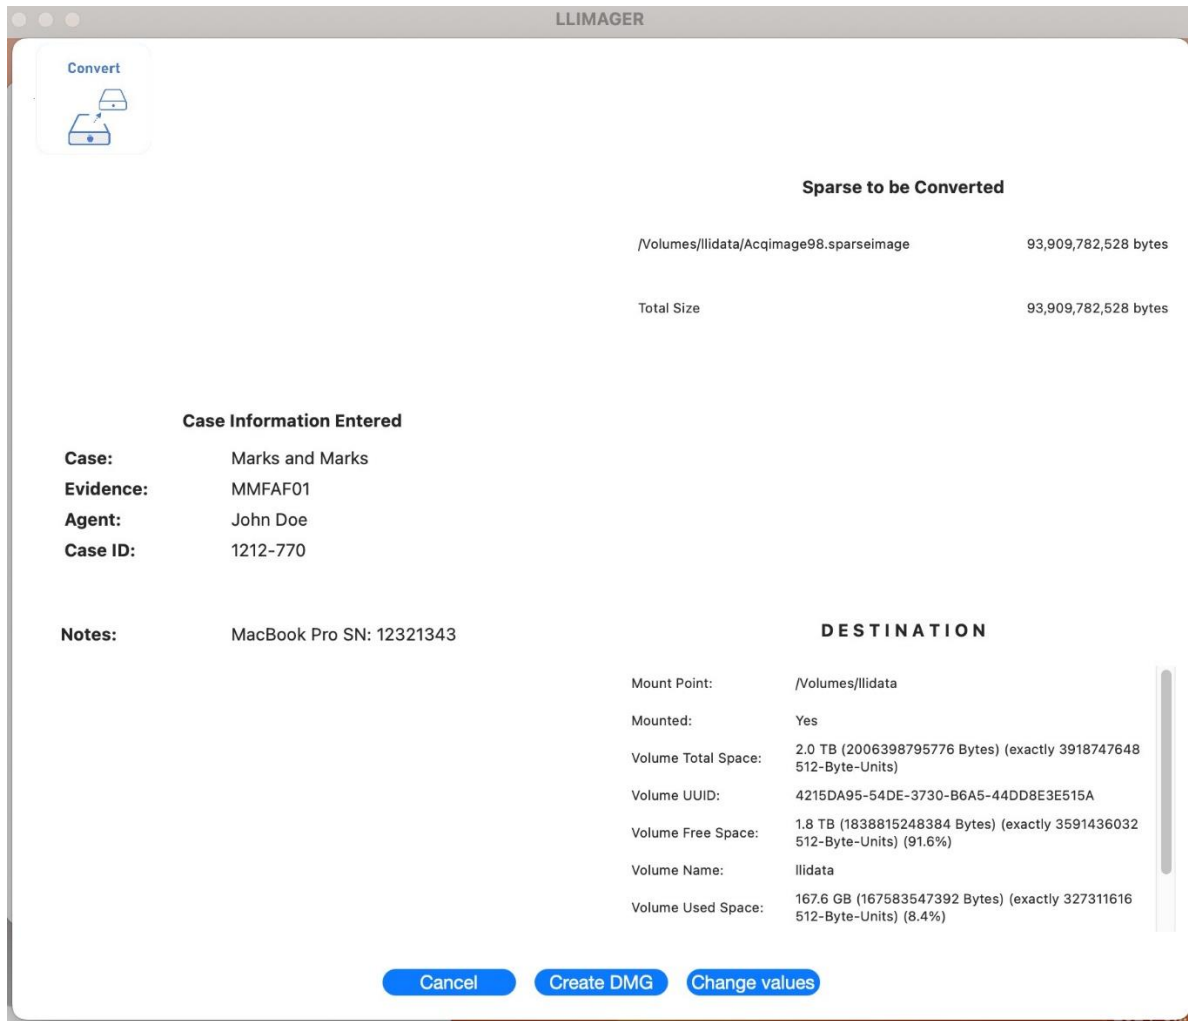 LLIMAGER
Convert
Sparse to be Converted
/Volumes/llidata/Acqimage98.sparseimage 93,909,782,528 bytes
Total Size 93,909,782,528 bytes
Case Information Entered
Case: Marks and Marks
Evidence: MMFAF01
Agent: John Doe
Case ID: 1212-770
Notes: MacBook Pro SN: 12321343
DESTINATION
Mount Point: /Volumes/llidata
Mounted: Yes
Volume Total Space: 2.0 TB (2006398795776 Bytes) (exactly 3918747648
512-Byte-Units)
Volume UUID: 4215DA95-54DE-3730-B6A5-44DD8E3E515A
Volume Free Space: 1.8 TB (1838815248384 Bytes) (exactly 3591436032
512-Byte-Units) (91.6%)
Volume Name: llidata
Volume Used Space: 167.6 GB (167583547392 Bytes) (exactly 327311616
512-Byte-Units) (8.4%)
Cancel Create DMG Change values